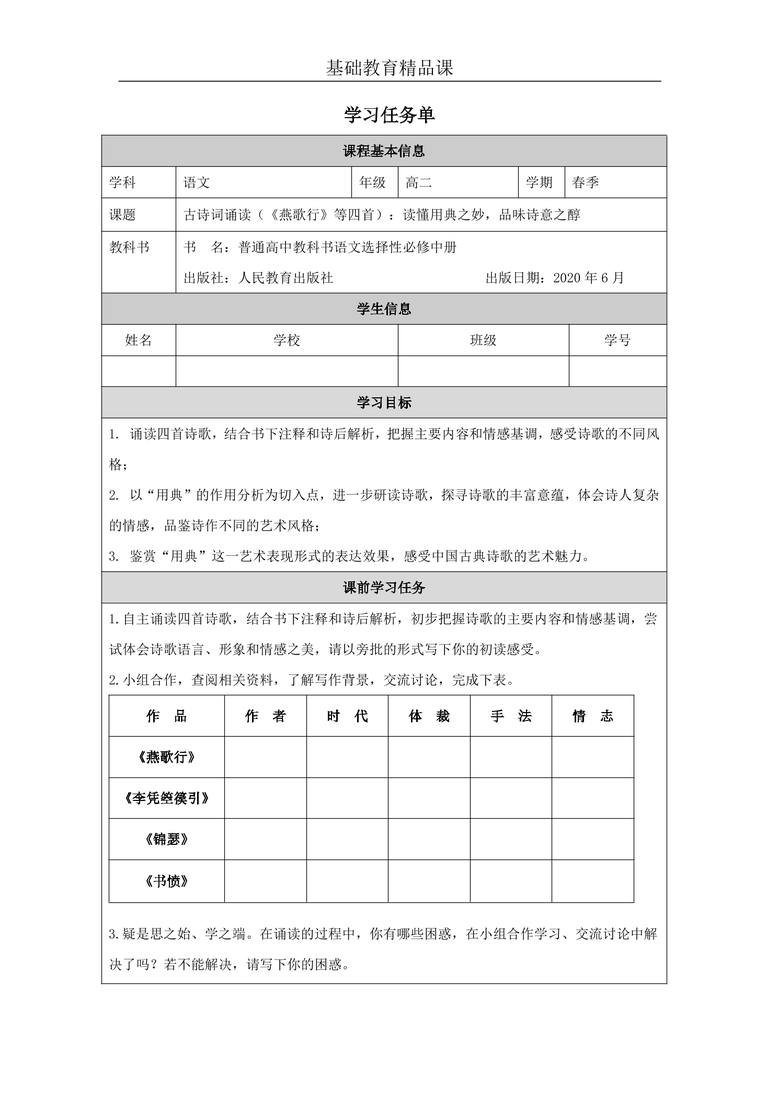 基础教育精品课
学习任务单
课程基本信息
学科 语文 年级 高二 学期 春季
课题 古诗词诵读（《燕歌行》等四首）：读懂用典之妙，品味诗意之醇
教科书 书 名：普通高中教科书语文选择性必修中册
出版社：人民教育出版社 出版日期：2020 年 6 月
学生信息
姓名 学校 班级 学号
学习目标
1. 诵读四首诗歌，结合书下注释和诗后解析，把握主要内容和情感基调，感受诗歌的不同风
格；
2. 以“用典”的作用分析为切入点，进一步研读诗歌，探寻诗歌的丰富意蕴，体会诗人复杂
的情感，品鉴诗作不同的艺术风格；
3. 鉴赏“用典”这一艺术表现形式的表达效果，感受中国古典诗歌的艺术魅力。
课前学习任务
1.自主诵读四首诗歌，结合书下注释和诗后解析，初步把握诗歌的主要内容和情感基调，尝
试体会诗歌语言、形象和情感之美，请以旁批的形式写下你的初读感受。
2.小组合作，查阅相关资料，了解写作背景，交流讨论，完成下表。
作 品 作 者 时 代 体 裁 手 法 情 志
《燕歌行》
《李凭箜篌引》
《锦瑟》
《书愤》
3.疑是思之始、学之端。在诵读的过程中，你有哪些困惑，在小组合作学习、交流讨论中解
决了吗？若不能解决，请写下你的困惑。